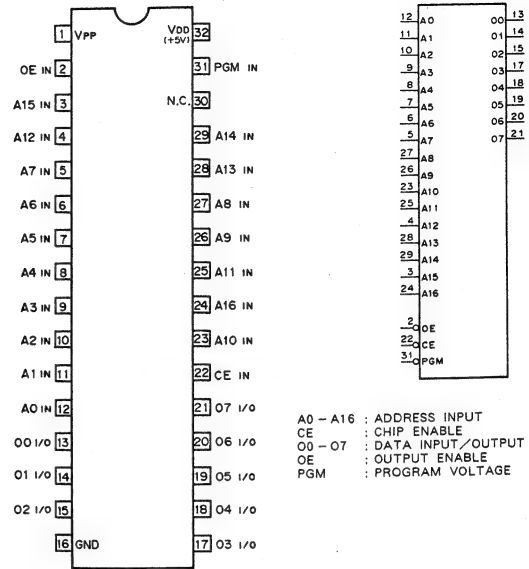 1 VPP
VDD 32
(+5V)
OE IN 2
31 PGM IN
A15 IN 3
N.C. 30
A12 IN 4
29 A14 IN
A7 IN 5
28 A13 IN
A6 IN 6
27 A8 IN
A5 IN 7
26 A9 IN
A4 IN 8
25 A11 IN
A3 IN 9
24 A16 IN
A2 IN 10
23 A10 IN
A1 IN 11
22 CE IN
A0 IN 12
21 O7 I/O
O0 I/O 13
20 O6 I/O
O1 I/O 14
19 O5 I/O
O2 I/O 15
18 O4 I/O
16 GND
17 O3 I/O
12 A0 O0 13
11 A1 O1 14
10 A2 O2 15
9 A3 O3 17
8 A4 O4 18
7 A5 O5 19
6 A6 O6 20
5 A7 O7 21
27 A8
26 A9
23 A10
25 A11
4 A12
28 A13
29 A14
3 A15
24 A16
2 OE
22 CE
31 PGM
A0 – A16 : ADDRESS INPUT
CE : CHIP ENABLE
O0 – O7 : DATA INPUT/OUTPUT
OE : OUTPUT ENABLE
PGM : PROGRAM VOLTAGE